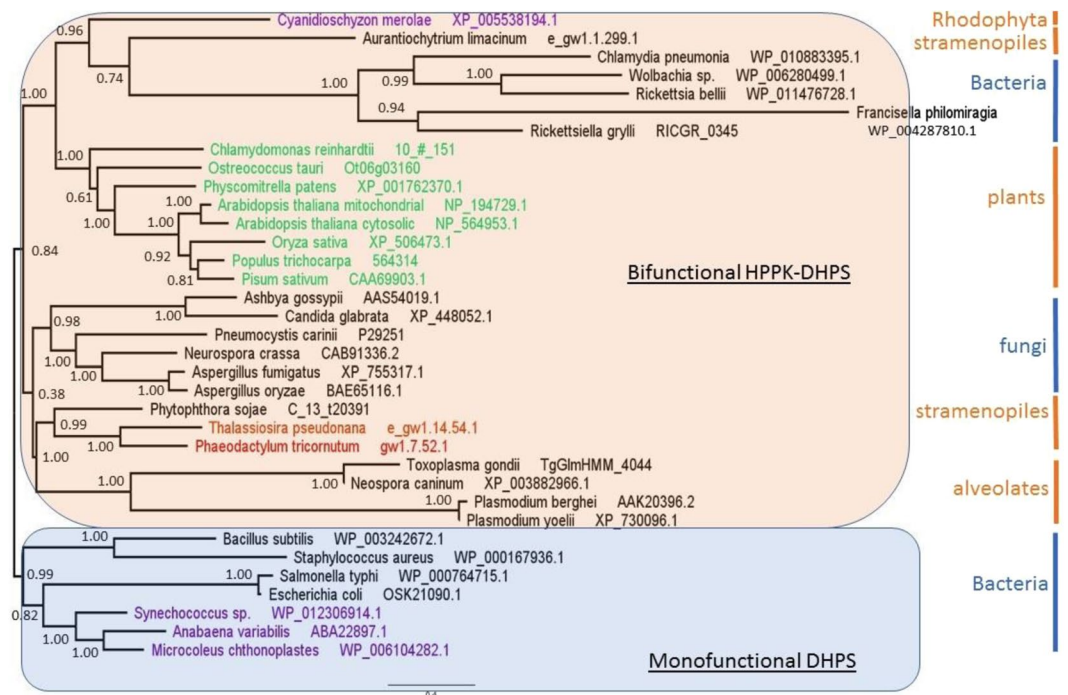 Cyanidioschyzon merolae XP_005538194.1
Rhodophyta
0.96
Aurantiochytrium limacinum e_gw1.1.299.1
stramenopiles
Chlamydia pneumonia WP_010883395.1
0.74
1.00
0.99
1.00
Wolbachia sp. WP_006280499.1
Bacteria
1.00
Rickettsia bellii WP_011476728.1
0.94
Francisella philomiragia
WP_004287810.1
Rickettsiella grylli RICGR_0345
Chlamydomonas reinhardtii 10_#_151
1.00
Ostreococcus tauri Ot06g03160
Physcomitrella patens XP_001762370.1
0.61
1.00
Arabidopsis thaliana mitochondrial NP_194729.1
plants
1.00
1.00
Arabidopsis thaliana cytosolic NP_564953.1
Oryza sativa XP_506473.1
0.84
0.92
Populus trichocarpa 564314
0.81
Pisum sativum CAA69903.1
Bifunctional HPPK-DHPS
Ashbya gossypii AAS54019.1
1.00
Candida glabrata XP_448052.1
0.98
Pneumocystis carinii P29251
fungi
Neurospora crassa CAB91336.2
1.00
1.00
Aspergillus fumigatus XP_755317.1
1.00
Aspergillus oryzae BAE65116.1
0.38
Phytophthora sojae C_13_t20391
stramenopiles
0.99
Thalassiosira pseudonana e_gw1.14.54.1
1.00
Phaeodactylum tricornutum gw1.7.52.1
1.00
Toxoplasma gondii TgGlmHMM_4044
1.00
1.00
Neospora caninum XP_003882966.1
alveolates
1.00
Plasmodium berghei AAK20396.2
Plasmodium yoelii XP_730096.1
1.00
Bacillus subtilis WP_003242672.1
Staphylococcus aureus WP_000167936.1
0.99
1.00
Salmonella typhi WP_000764715.1
Bacteria
Escherichia coli OSK21090.1
0.82
Synechococcus sp. WP_012306914.1
1.00
Anabaena variabilis ABA22897.1
1.00
Microcoleus chthonoplastes WP_006104282.1
Monofunctional DHPS